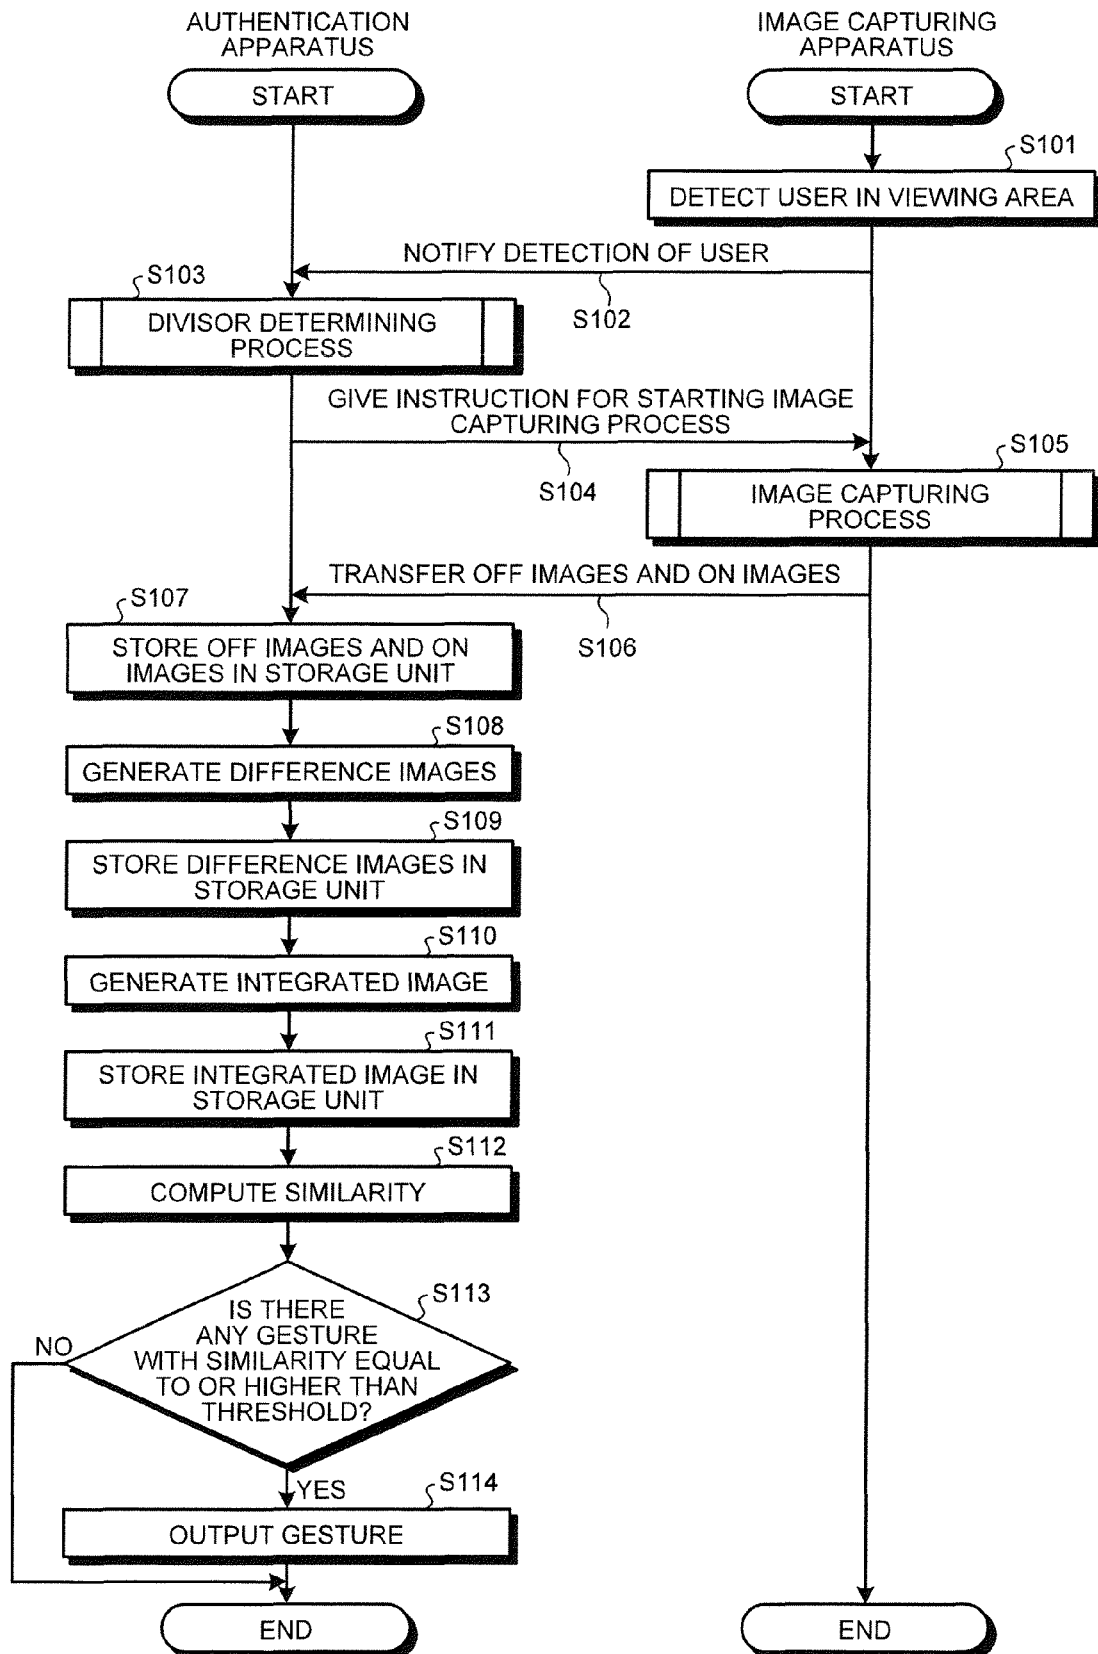 AUTHENTICATION
APPARATUS
IMAGE CAPTURING
APPARATUS
START
START
S101
DETECT USER IN VIEWING AREA
NOTIFY DETECTION OF USER
S102
S103
DIVISOR DETERMINING
PROCESS
GIVE INSTRUCTION FOR STARTING IMAGE
CAPTURING PROCESS
S104
S105
IMAGE CAPTURING
PROCESS
TRANSFER OFF IMAGES AND ON IMAGES
S106
S107
STORE OFF IMAGES AND ON
IMAGES IN STORAGE UNIT
S108
GENERATE DIFFERENCE IMAGES
S109
STORE DIFFERENCE IMAGES IN
STORAGE UNIT
S110
GENERATE INTEGRATED IMAGE
S111
STORE INTEGRATED IMAGE IN
STORAGE UNIT
S112
COMPUTE SIMILARITY
S113
IS THERE
ANY GESTURE
WITH SIMILARITY EQUAL
TO OR HIGHER THAN
THRESHOLD?
NO
YES
S114
OUTPUT GESTURE
END
END